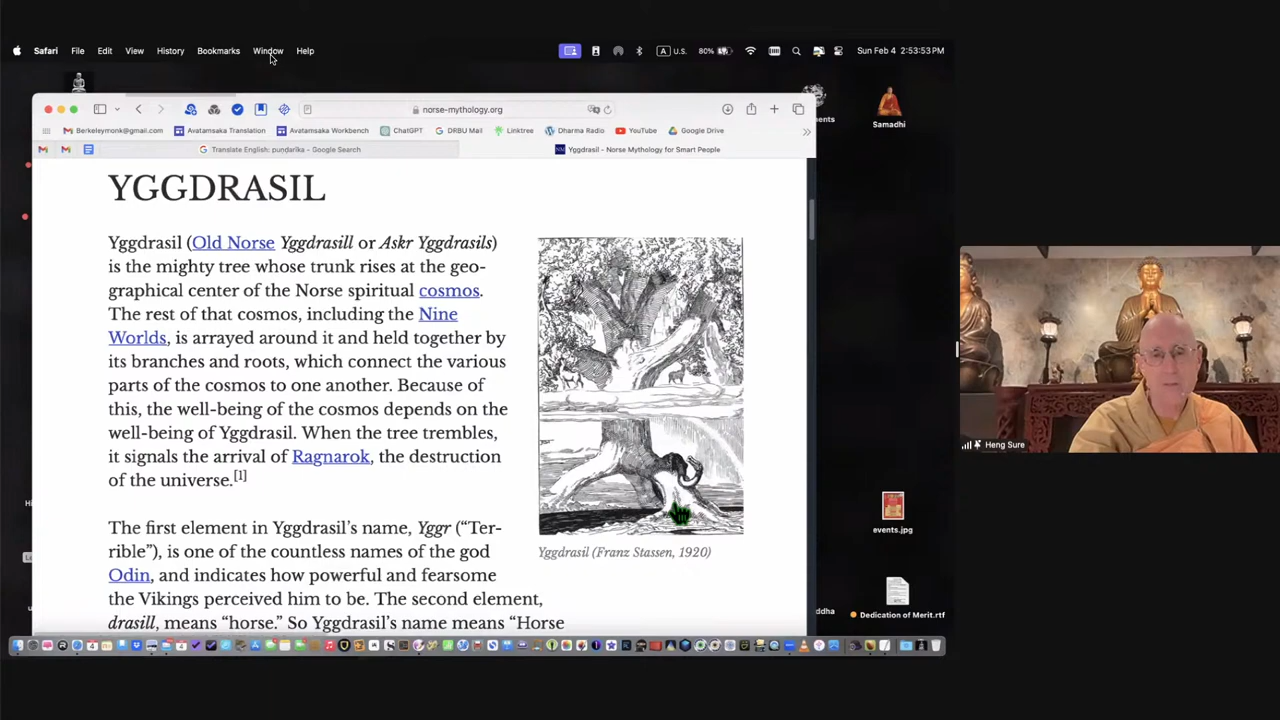 Safari File Edit View History Bookmarks Window Help
A U.S. 80% Sun Feb 4 2:53:53 PM
norse-mythology.org
Berkeleymonk@gmail.com Avatamsaka Translation Avatamsaka Workbench ChatGPT DRBU Mail Linktree Dharma Radio YouTube Google Drive
Translate English: puṇḍarika - Google Search
Yggdrasil - Norse Mythology for Smart People
YGGDRASIL
Yggdrasil (Old Norse Yggdrasill or Askr Yggdrasils)
is the mighty tree whose trunk rises at the geo-
graphical center of the Norse spiritual cosmos.
The rest of that cosmos, including the Nine
Worlds, is arrayed around it and held together by
its branches and roots, which connect the various
parts of the cosmos to one another. Because of
this, the well-being of the cosmos depends on the
well-being of Yggdrasil. When the tree trembles,
it signals the arrival of Ragnarok, the destruction
of the universe.[1]
The first element in Yggdrasil’s name, Yggr (“Ter-
rible”), is one of the countless names of the god
Odin, and indicates how powerful and fearsome
the Vikings perceived him to be. The second element,
drasill, means “horse.” So Yggdrasil’s name means “Horse
Yggdrasil (Franz Stassen, 1920)
ments
Samadhi
events.jpg
ddha
Dedication of Merit.rtf
Heng Sure